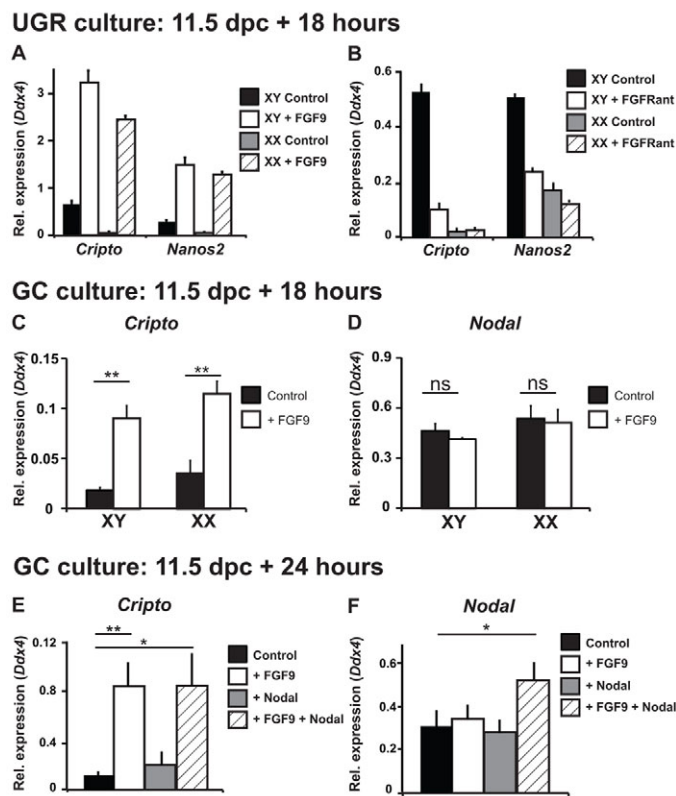 UGR culture: 11.5 dpc + 18 hours
A
Rel. expression (Ddx4)
3
2
1
0
Cripto
Nanos2
XY Control
XY + FGF9
XX Control
XX + FGF9
B
Rel. expression (Ddx4)
0.6
0.4
0.2
0
Cripto
Nanos2
XY Control
XY + FGFRant
XX Control
XX + FGFRant
GC culture: 11.5 dpc + 18 hours
C
Cripto
Rel. expression (Ddx4)
0.15
0.1
0.05
0
**
**
XY
XX
Control
+ FGF9
D
Nodal
Rel. expression (Ddx4)
0.9
0.6
0.3
0
ns
ns
XY
XX
Control
+ FGF9
GC culture: 11.5 dpc + 24 hours
E
Cripto
Rel. expression (Ddx4)
0.12
0.8
0.4
0
**
*
Control
+ FGF9
+ Nodal
+ FGF9 + Nodal
F
Nodal
Rel. expression (Ddx4)
0.6
0.4
0.2
0
*
Control
+ FGF9
+ Nodal
+ FGF9 + Nodal